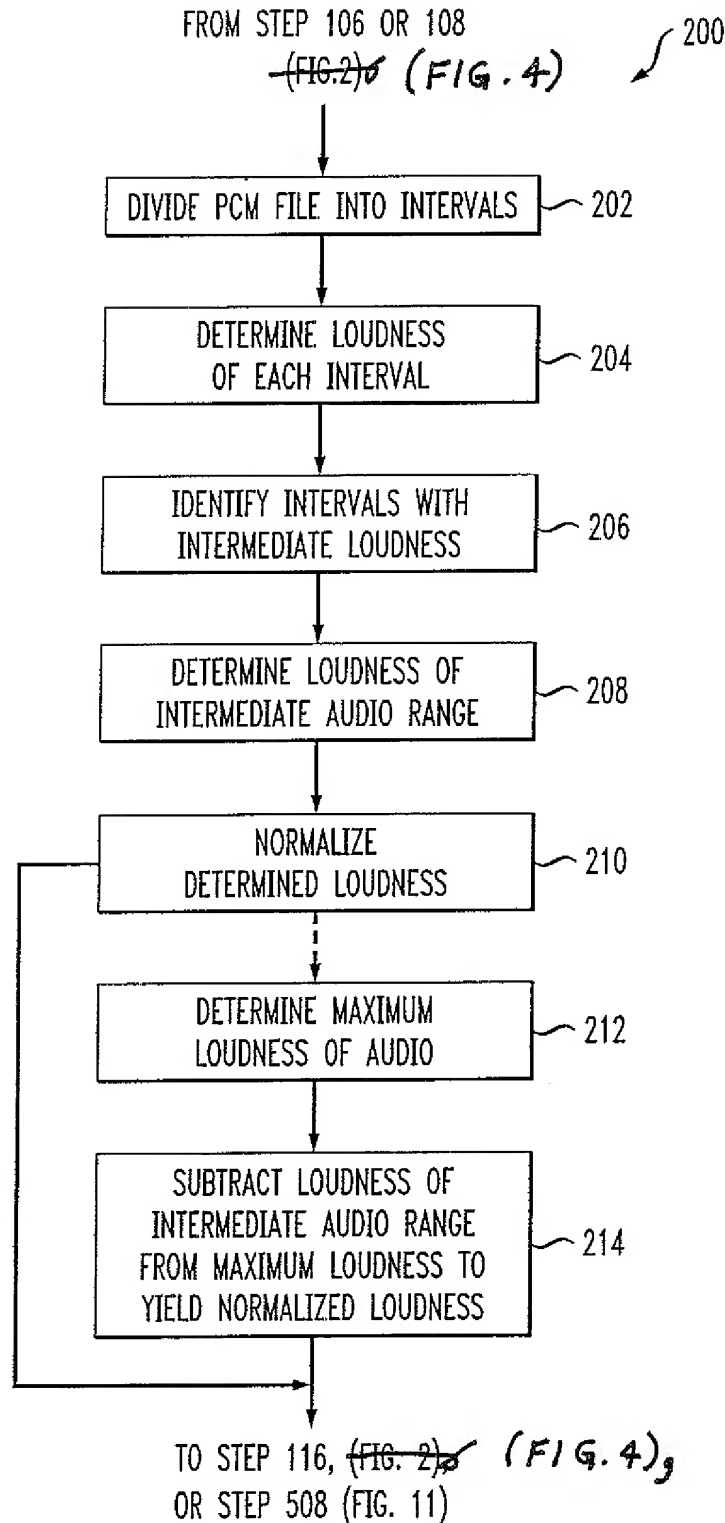 FROM STEP 106 OR 108
200
(FIG.2) (FIG. 4)
DIVIDE PCM FILE INTO INTERVALS
202
DETERMINE LOUDNESS
OF EACH INTERVAL
204
IDENTIFY INTERVALS WITH
INTERMEDIATE LOUDNESS
206
DETERMINE LOUDNESS OF
INTERMEDIATE AUDIO RANGE
208
NORMALIZE
DETERMINED LOUDNESS
210
DETERMINE MAXIMUM
LOUDNESS OF AUDIO
212
SUBTRACT LOUDNESS OF
INTERMEDIATE AUDIO RANGE
FROM MAXIMUM LOUDNESS TO
YIELD NORMALIZED LOUDNESS
214
TO STEP 116, (FIG. 2), (FIG. 4),
OR STEP 508 (FIG. 11)